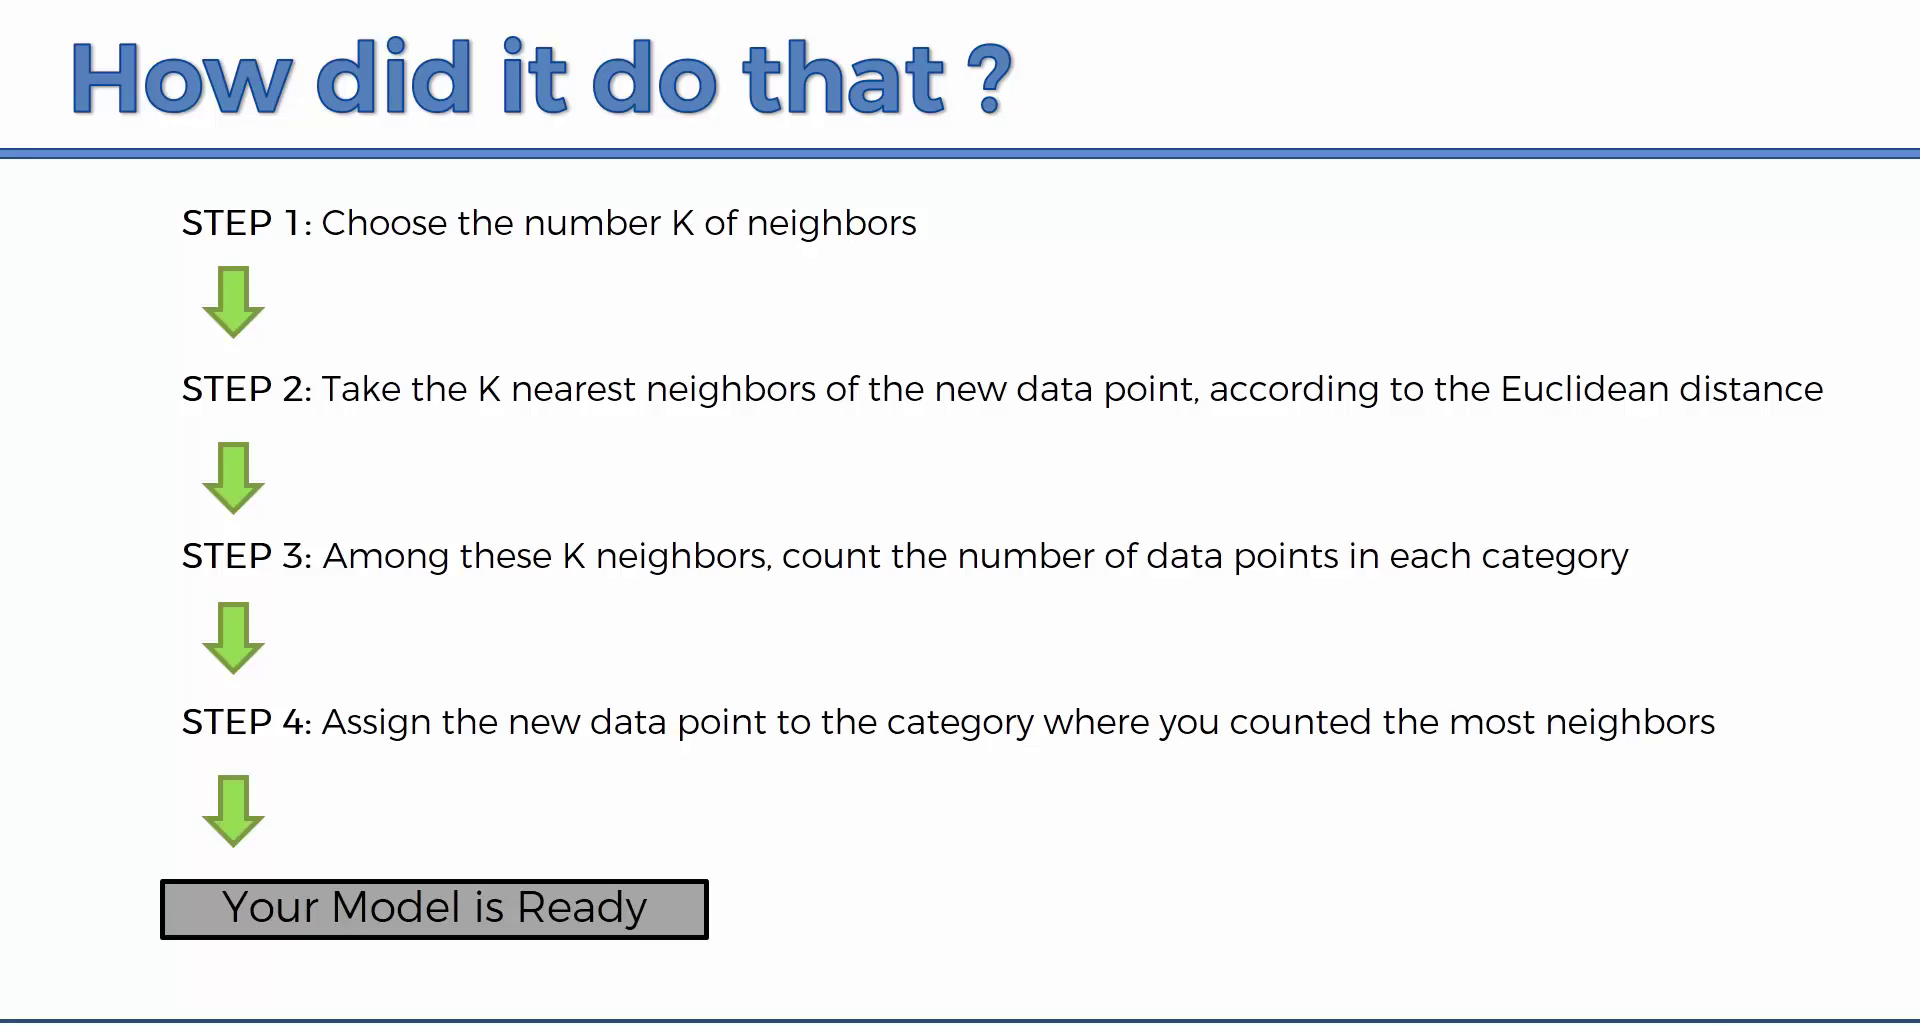 How did it do that ?
STEP 1: Choose the number K of neighbors
STEP 2: Take the K nearest neighbors of the new data point, according to the Euclidean distance
STEP 3: Among these K neighbors, count the number of data points in each category
STEP 4: Assign the new data point to the category where you counted the most neighbors
Your Model is Ready